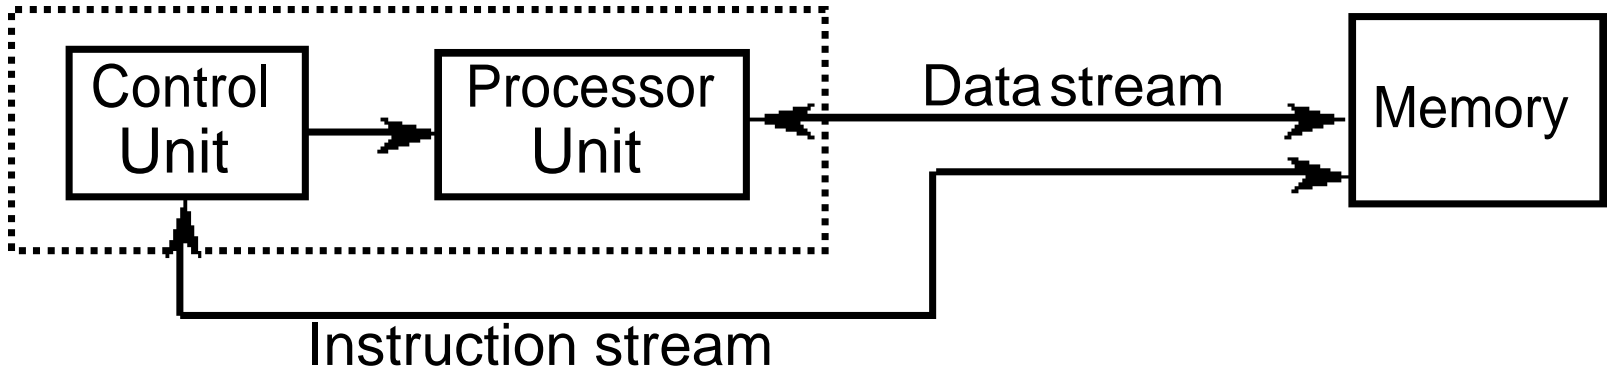 Control
Unit
Processor
Unit
Data stream
Memory
Instruction stream